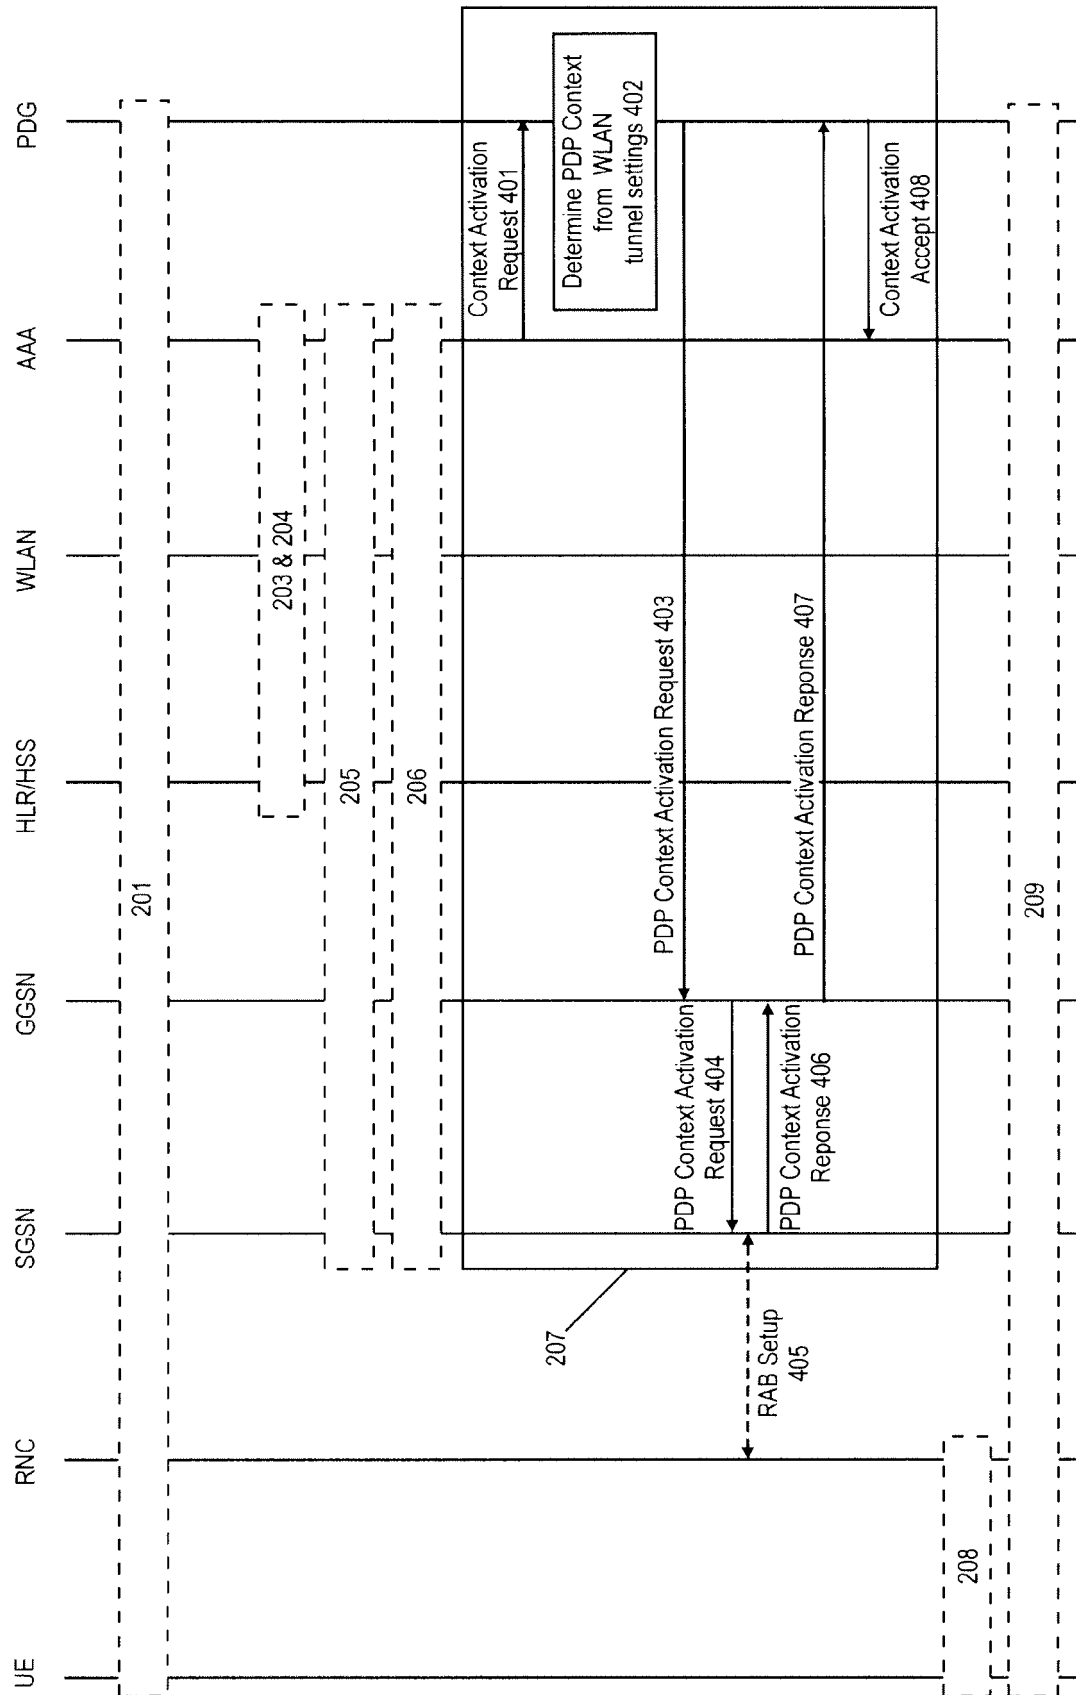 UE
RNC
SGSN
GGSN
HLR/HSS
WLAN
AAA
PDG
201
203 & 204
205
206
Context Activation
Request 401
Determine PDP Context
from WLAN
tunnel settings 402
PDP Context Activation Request 403
PDP Context Activation
Request 404
RAB Setup
405
PDP Context Activation
Reponse 406
PDP Context Activation Reponse 407
Context Activation
Accept 408
207
208
209